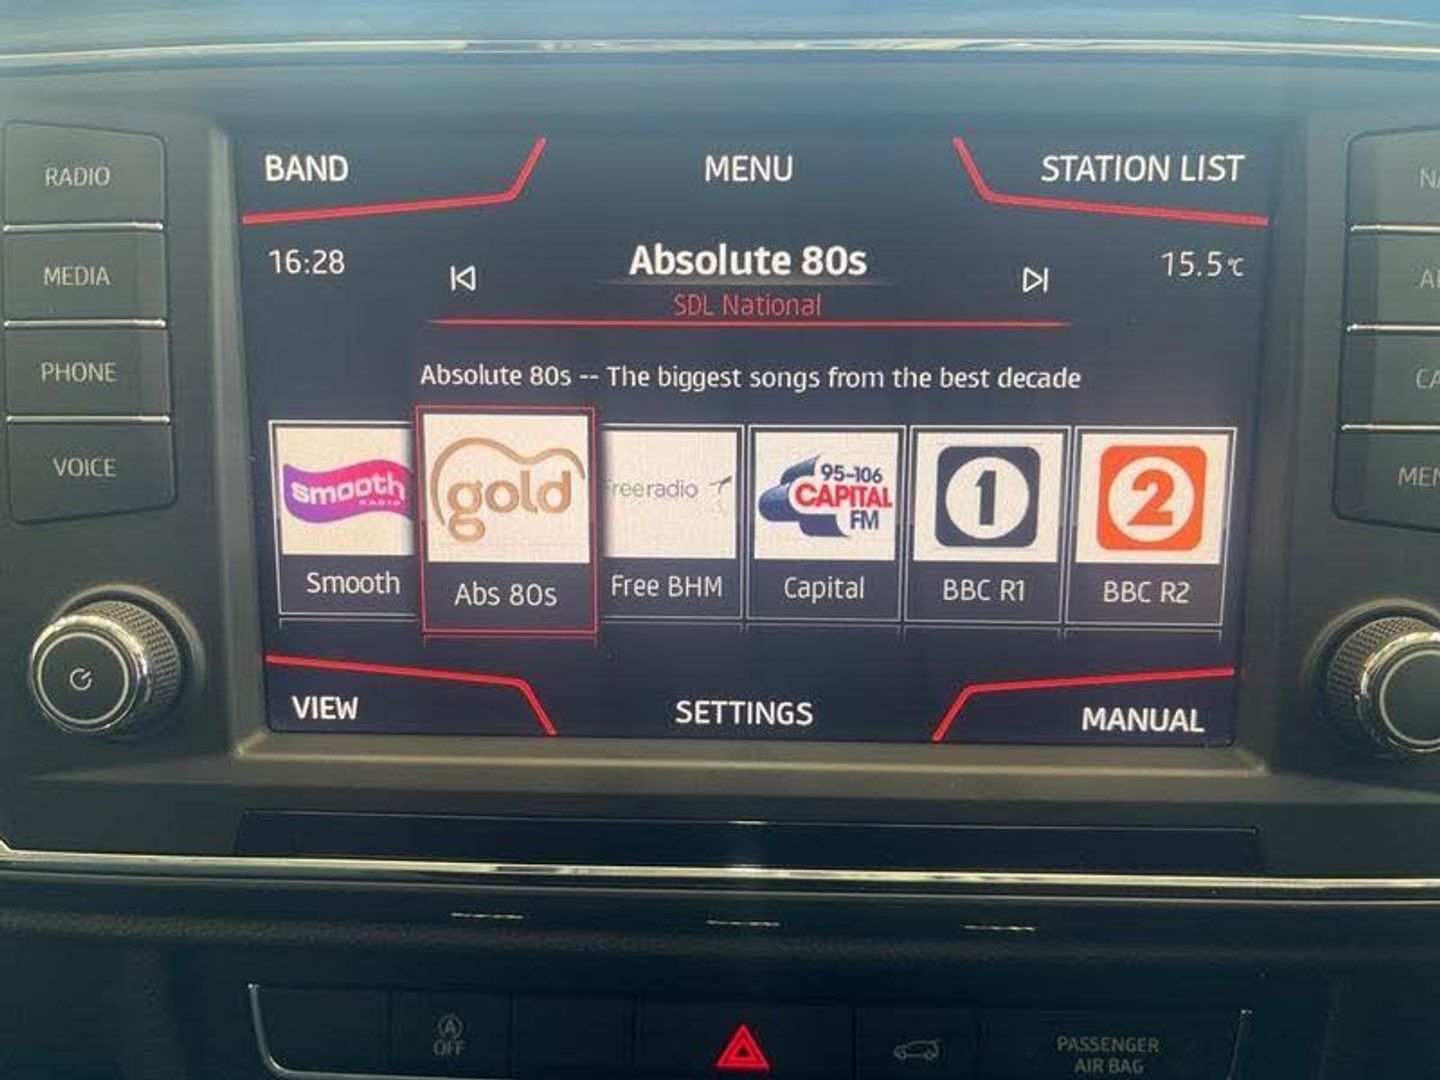 BAND MENU STATION LIST
RADIO
16:28 Absolute 80s 15.5°C
SDL National
MEDIA
PHONE
Absolute 80s -- The biggest songs from the best decade
VOICE
smooth
RADIO
gold
freeradio
95-106
CAPITAL
FM
1
2
Smooth Abs 80s Free BHM Capital BBC R1 BBC R2
VIEW SETTINGS MANUAL
A
OFF
PASSENGER
AIR BAG